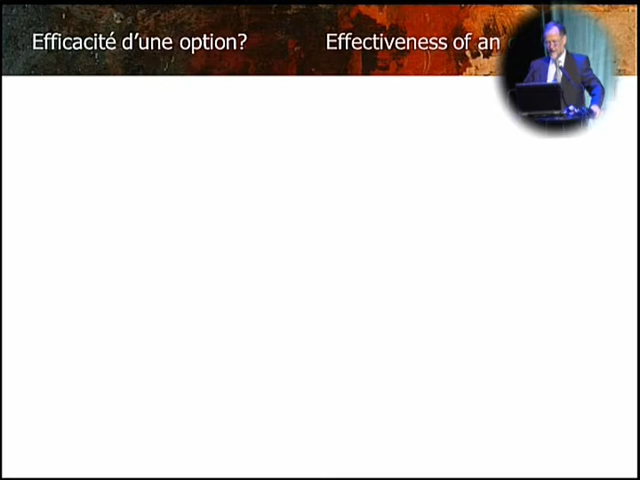 Efficacité d'une option?
Effectiveness of an